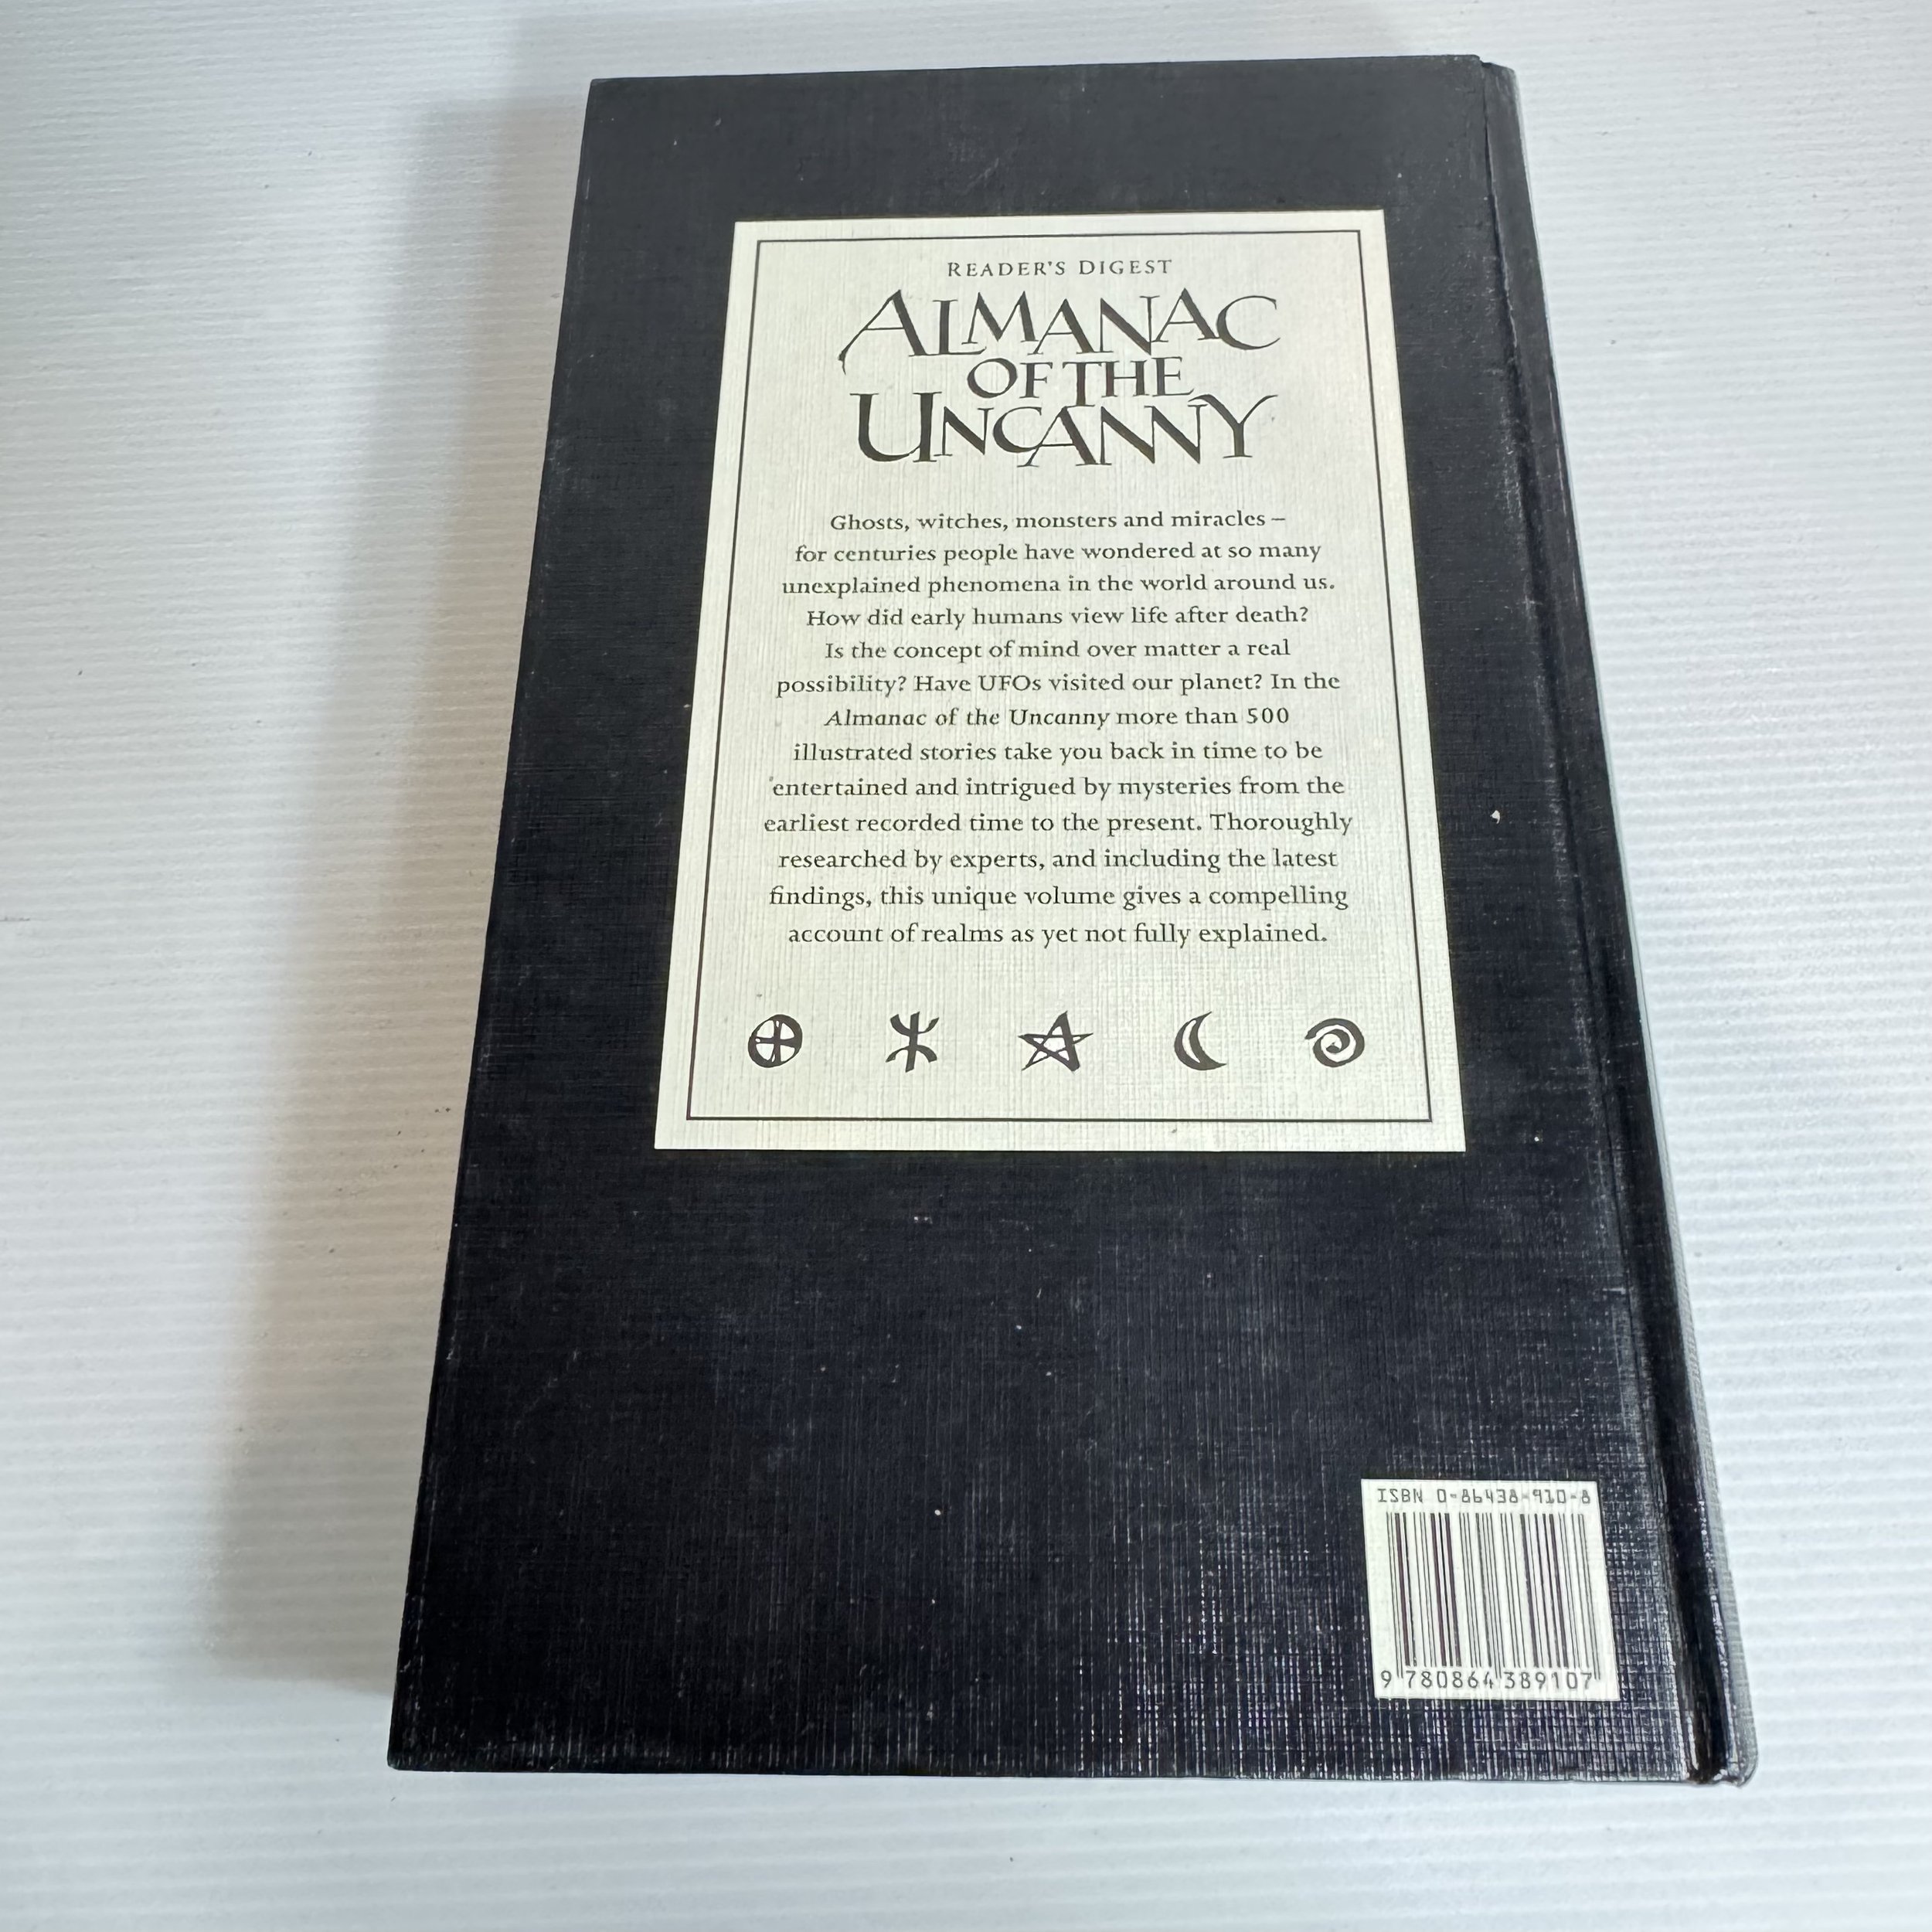 READER'S DIGEST
ALMANAC
OF THE
UNCANNY
Ghosts, witches, monsters and miracles –
for centuries people have wondered at so many
unexplained phenomena in the world around us.
How did early humans view life after death?
Is the concept of mind over matter a real
possibility? Have UFOs visited our planet? In the
Almanac of the Uncanny more than 500
illustrated stories take you back in time to be
entertained and intrigued by mysteries from the
earliest recorded time to the present. Thoroughly
researched by experts, and including the latest
findings, this unique volume gives a compelling
account of realms as yet not fully explained.
ISBN 0-86438-910-8
9 780864 389107